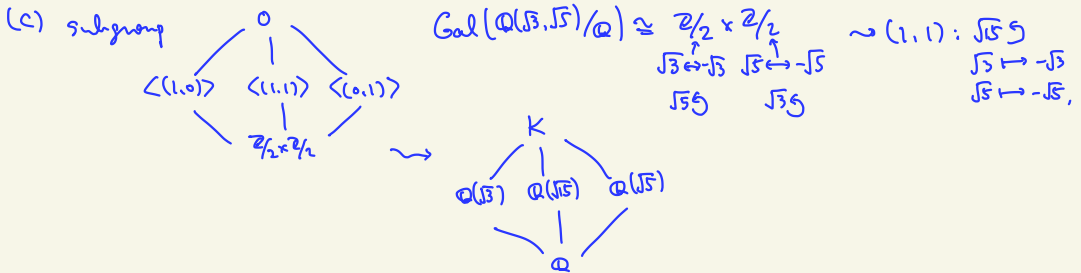 (c) subgroup 0 Gal(ℚ(√3,√5)/ℚ) ≅ ℤ/2 × ℤ/2 ⇝ (1,1) : √15 ↺
√3 ↔ -√3 √5 ↔ -√5 √3 ↦ -√3
<(1,0)> <(1,1)> <(0,1)> √5 ↺ √3 ↺ √5 ↦ -√5,
ℤ/2 × ℤ/2 ⇝ K
ℚ(√3) ℚ(√15) ℚ(√5)
ℚ